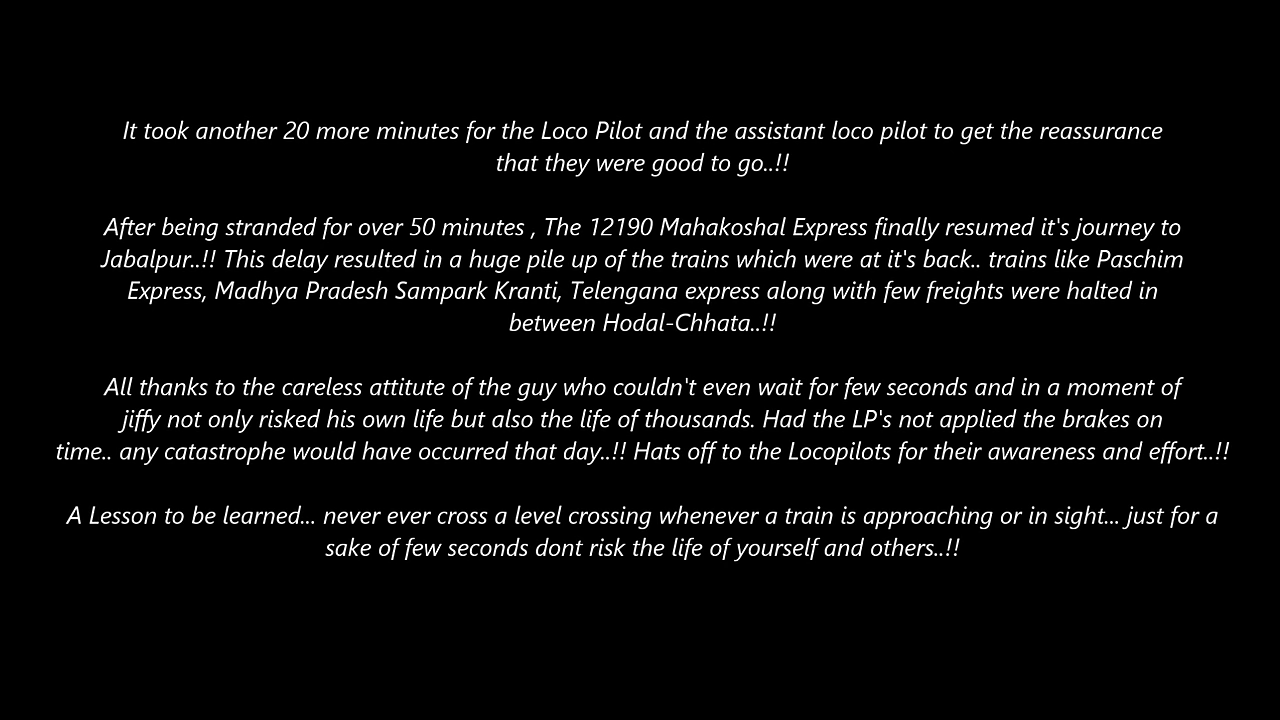 It took another 20 more minutes for the Loco Pilot and the assistant loco pilot to get the reassurance
that they were good to go..!!
After being stranded for over 50 minutes , The 12190 Mahakoshal Express finally resumed it's journey to
Jabalpur..!! This delay resulted in a huge pile up of the trains which were at it's back.. trains like Paschim
Express, Madhya Pradesh Sampark Kranti, Telengana express along with few freights were halted in
between Hodal-Chhata..!!
All thanks to the careless attitute of the guy who couldn't even wait for few seconds and in a moment of
jiffy not only risked his own life but also the life of thousands. Had the LP's not applied the brakes on
time.. any catastrophe would have occurred that day..!! Hats off to the Locopilots for their awareness and effort..!!
A Lesson to be learned... never ever cross a level crossing whenever a train is approaching or in sight... just for a
sake of few seconds dont risk the life of yourself and others..!!